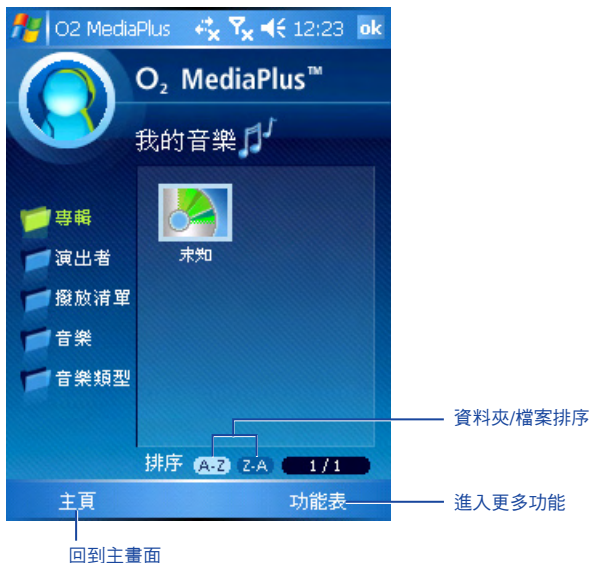 O2 MediaPlus 12:23 ok
O₂ MediaPlus™
我的音樂
專輯
演出者
撥放清單
音樂
音樂類型
未知
排序 A-Z Z-A 1/1
主頁 功能表
資料夾/檔案排序
進入更多功能
回到主畫面